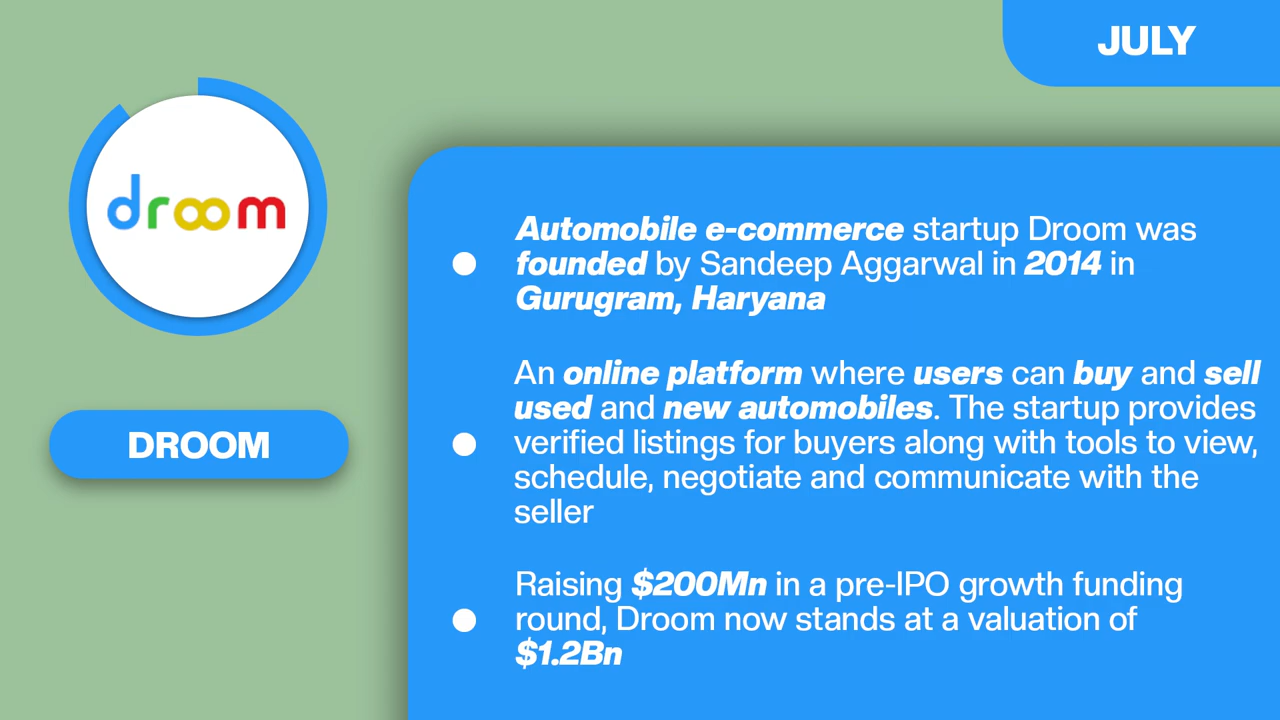 JULY
droom
DROOM
Automobile e-commerce startup Droom was
founded by Sandeep Aggarwal in 2014 in
Gurugram, Haryana
An online platform where users can buy and sell
used and new automobiles. The startup provides
verified listings for buyers along with tools to view,
schedule, negotiate and communicate with the
seller
Raising $200Mn in a pre-IPO growth funding
round, Droom now stands at a valuation of
$1.2Bn